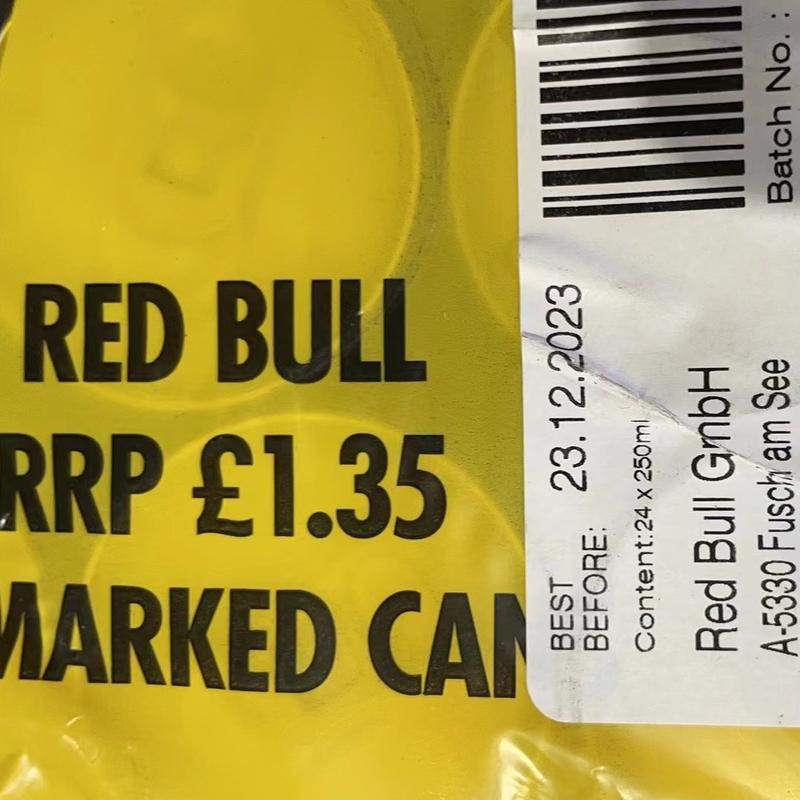 RED BULL
RRP £1.35
MARKED CAN
BEST
BEFORE: 23.12.2023
Content:24 x 250ml
Red Bull GmbH
A-5330 Fuschl am See
Batch No. :